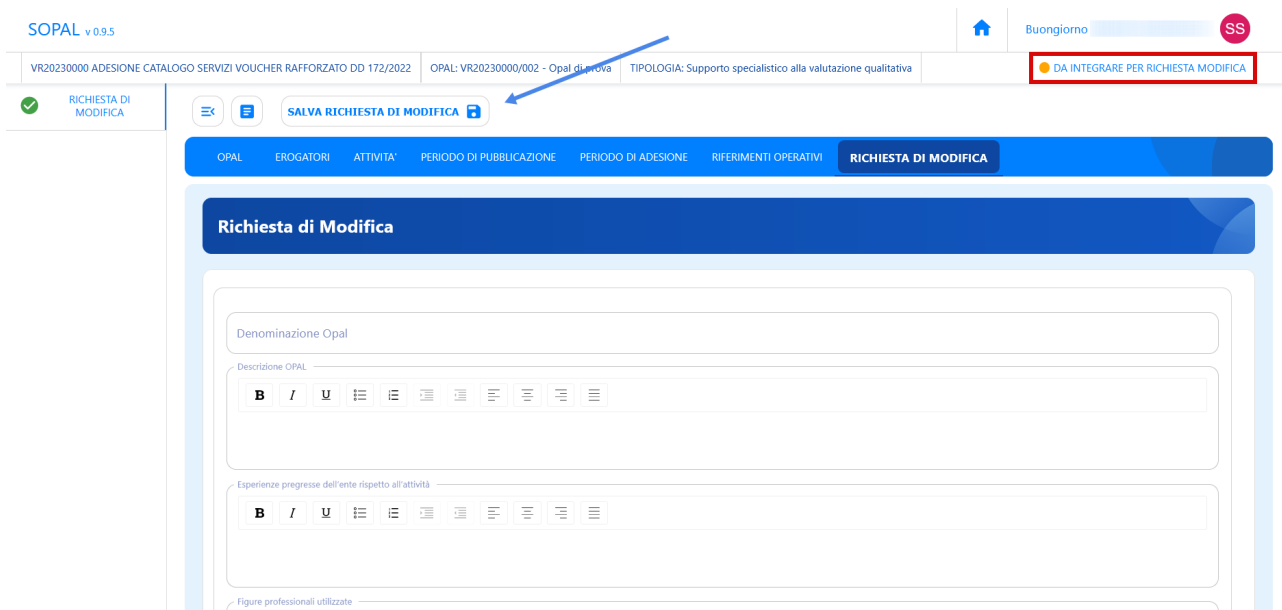 SOPAL v 0.9.5
Buongiorno
SS
VR20230000 ADESIONE CATALOGO SERVIZI VOUCHER RAFFORZATO DD 172/2022
OPAL: VR20230000/002 - Opal di prova
TIPOLOGIA: Supporto specialistico alla valutazione qualitativa
DA INTEGRARE PER RICHIESTA MODIFICA
RICHIESTA DI
MODIFICA
SALVA RICHIESTA DI MODIFICA
OPAL
EROGATORI
ATTIVITA'
PERIODO DI PUBBLICAZIONE
PERIODO DI ADESIONE
RIFERIMENTI OPERATIVI
RICHIESTA DI MODIFICA
Richiesta di Modifica
Denominazione Opal
Descrizione OPAL
B I U
Esperienze pregresse dell'ente rispetto all'attività
B I U
Figure professionali utilizzate